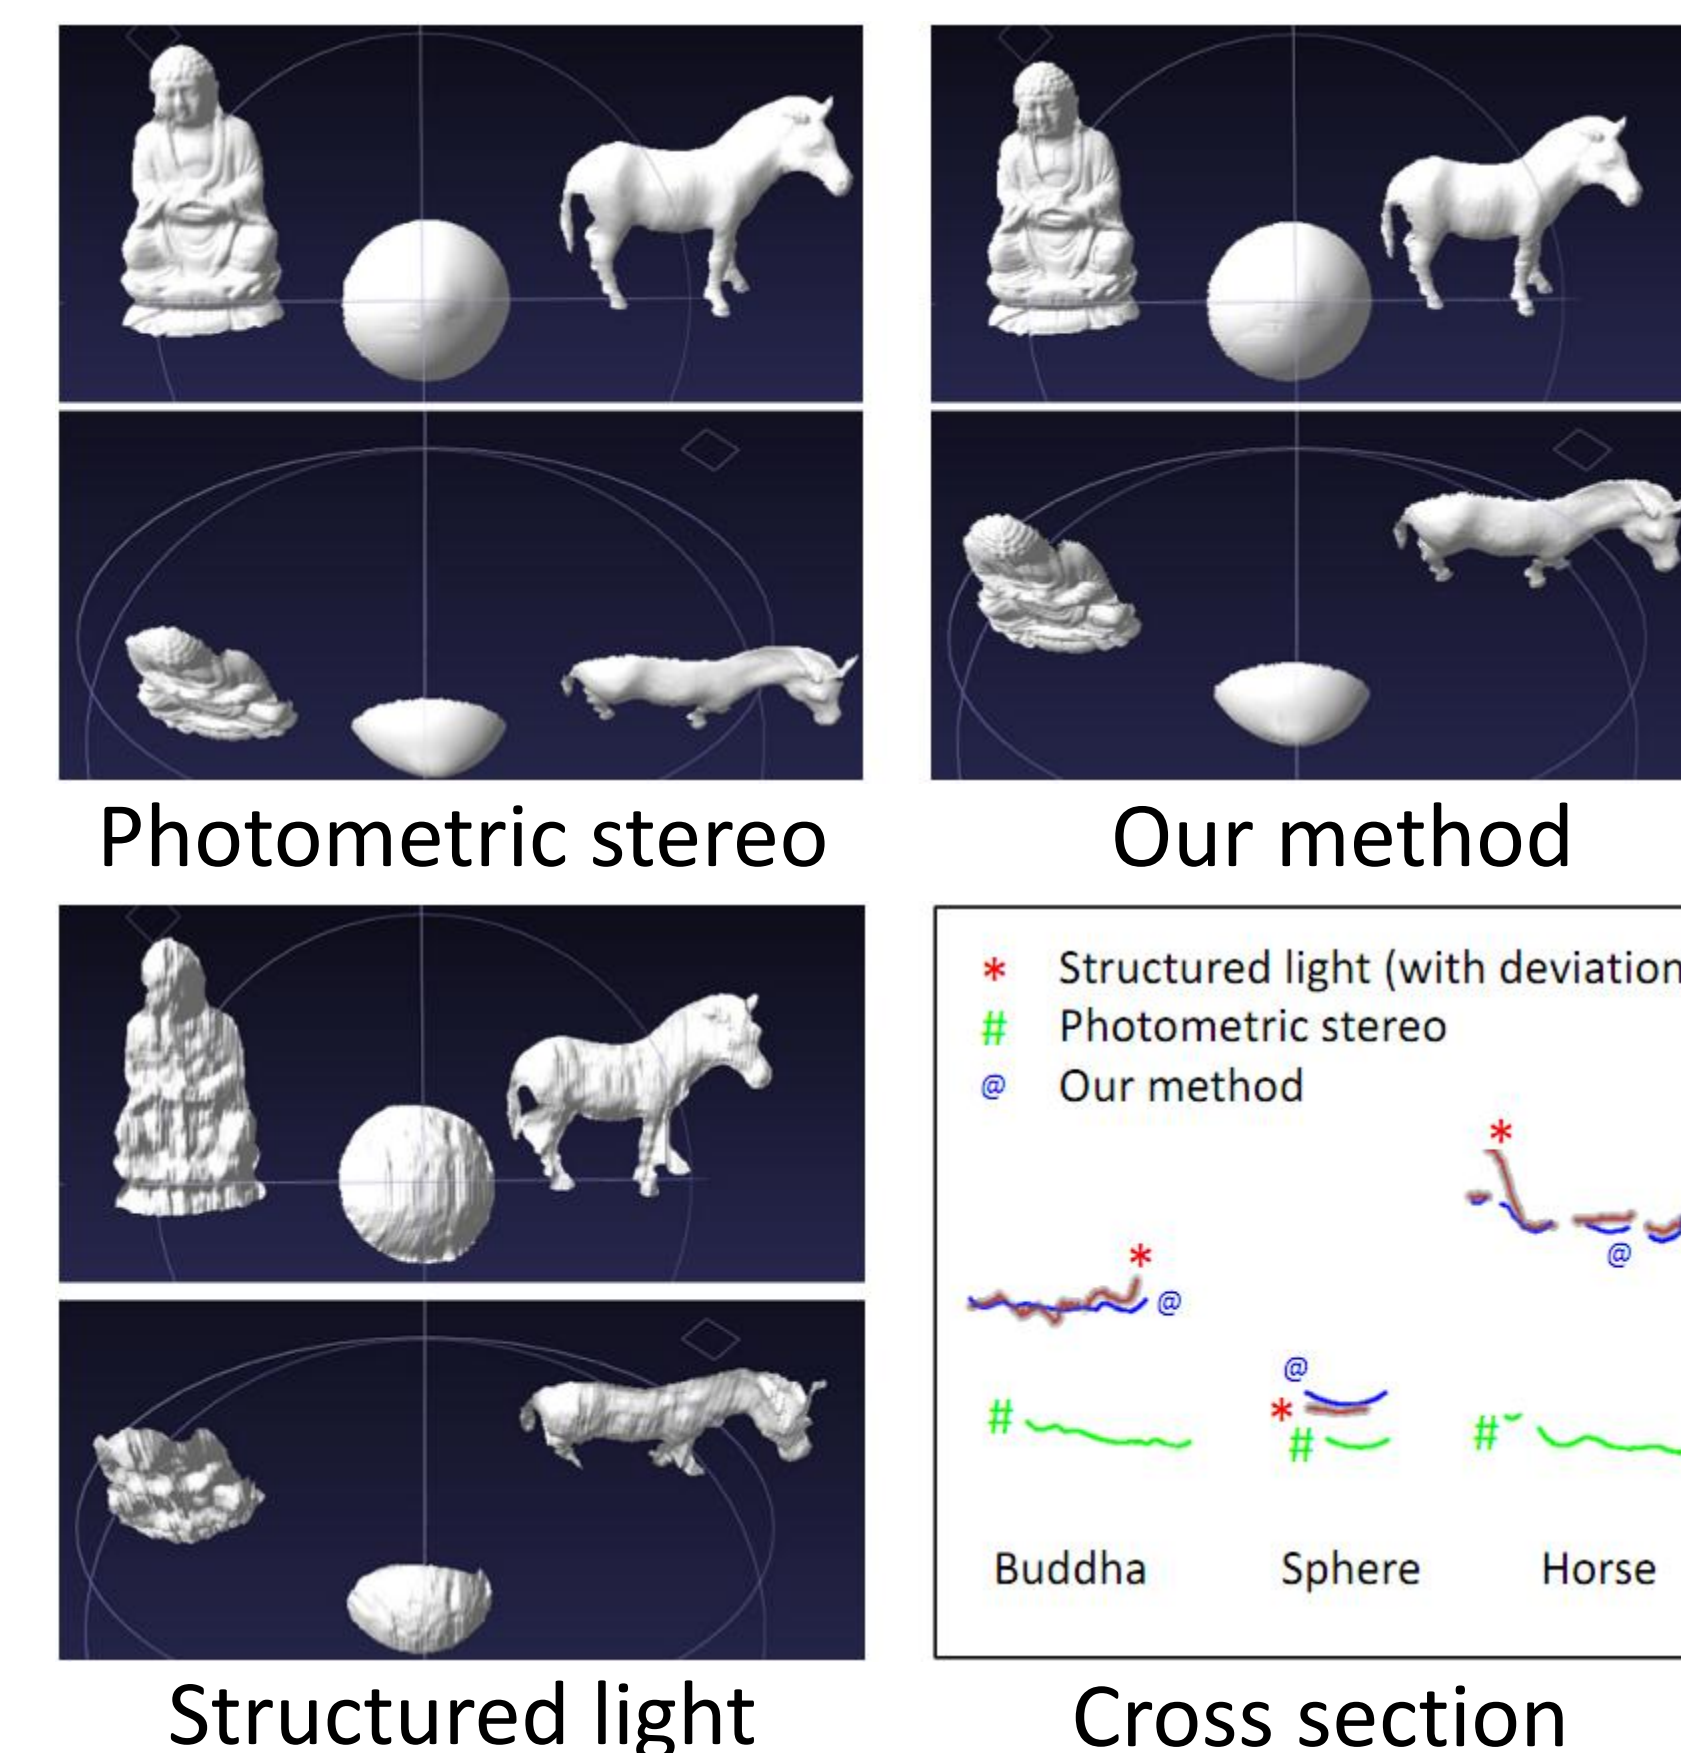 Photometric stereo
Our method
* Structured light (with deviation
# Photometric stereo
@ Our method
*
*
@
*
@
@
*
#
#
#
Buddha Sphere Horse
Structured light
Cross section